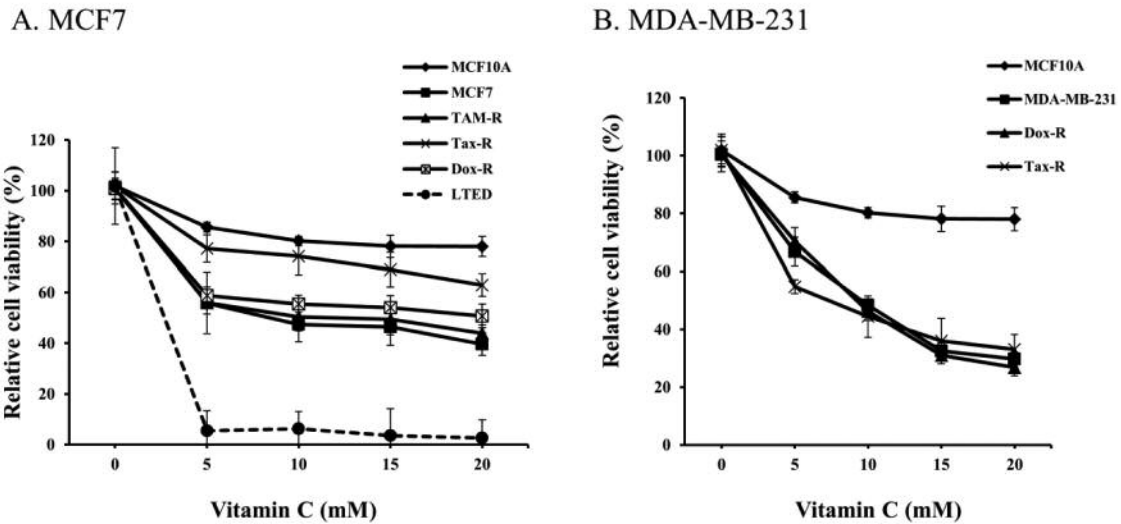 A. MCF7
MCF10A
MCF7
TAM-R
Tax-R
Dox-R
LTED
Relative cell viability (%)
120
100
80
60
40
20
0
0 5 10 15 20
Vitamin C (mM)
B. MDA-MB-231
MCF10A
MDA-MB-231
Dox-R
Tax-R
Relative cell viability (%)
120
100
80
60
40
20
0
0 5 10 15 20
Vitamin C (mM)